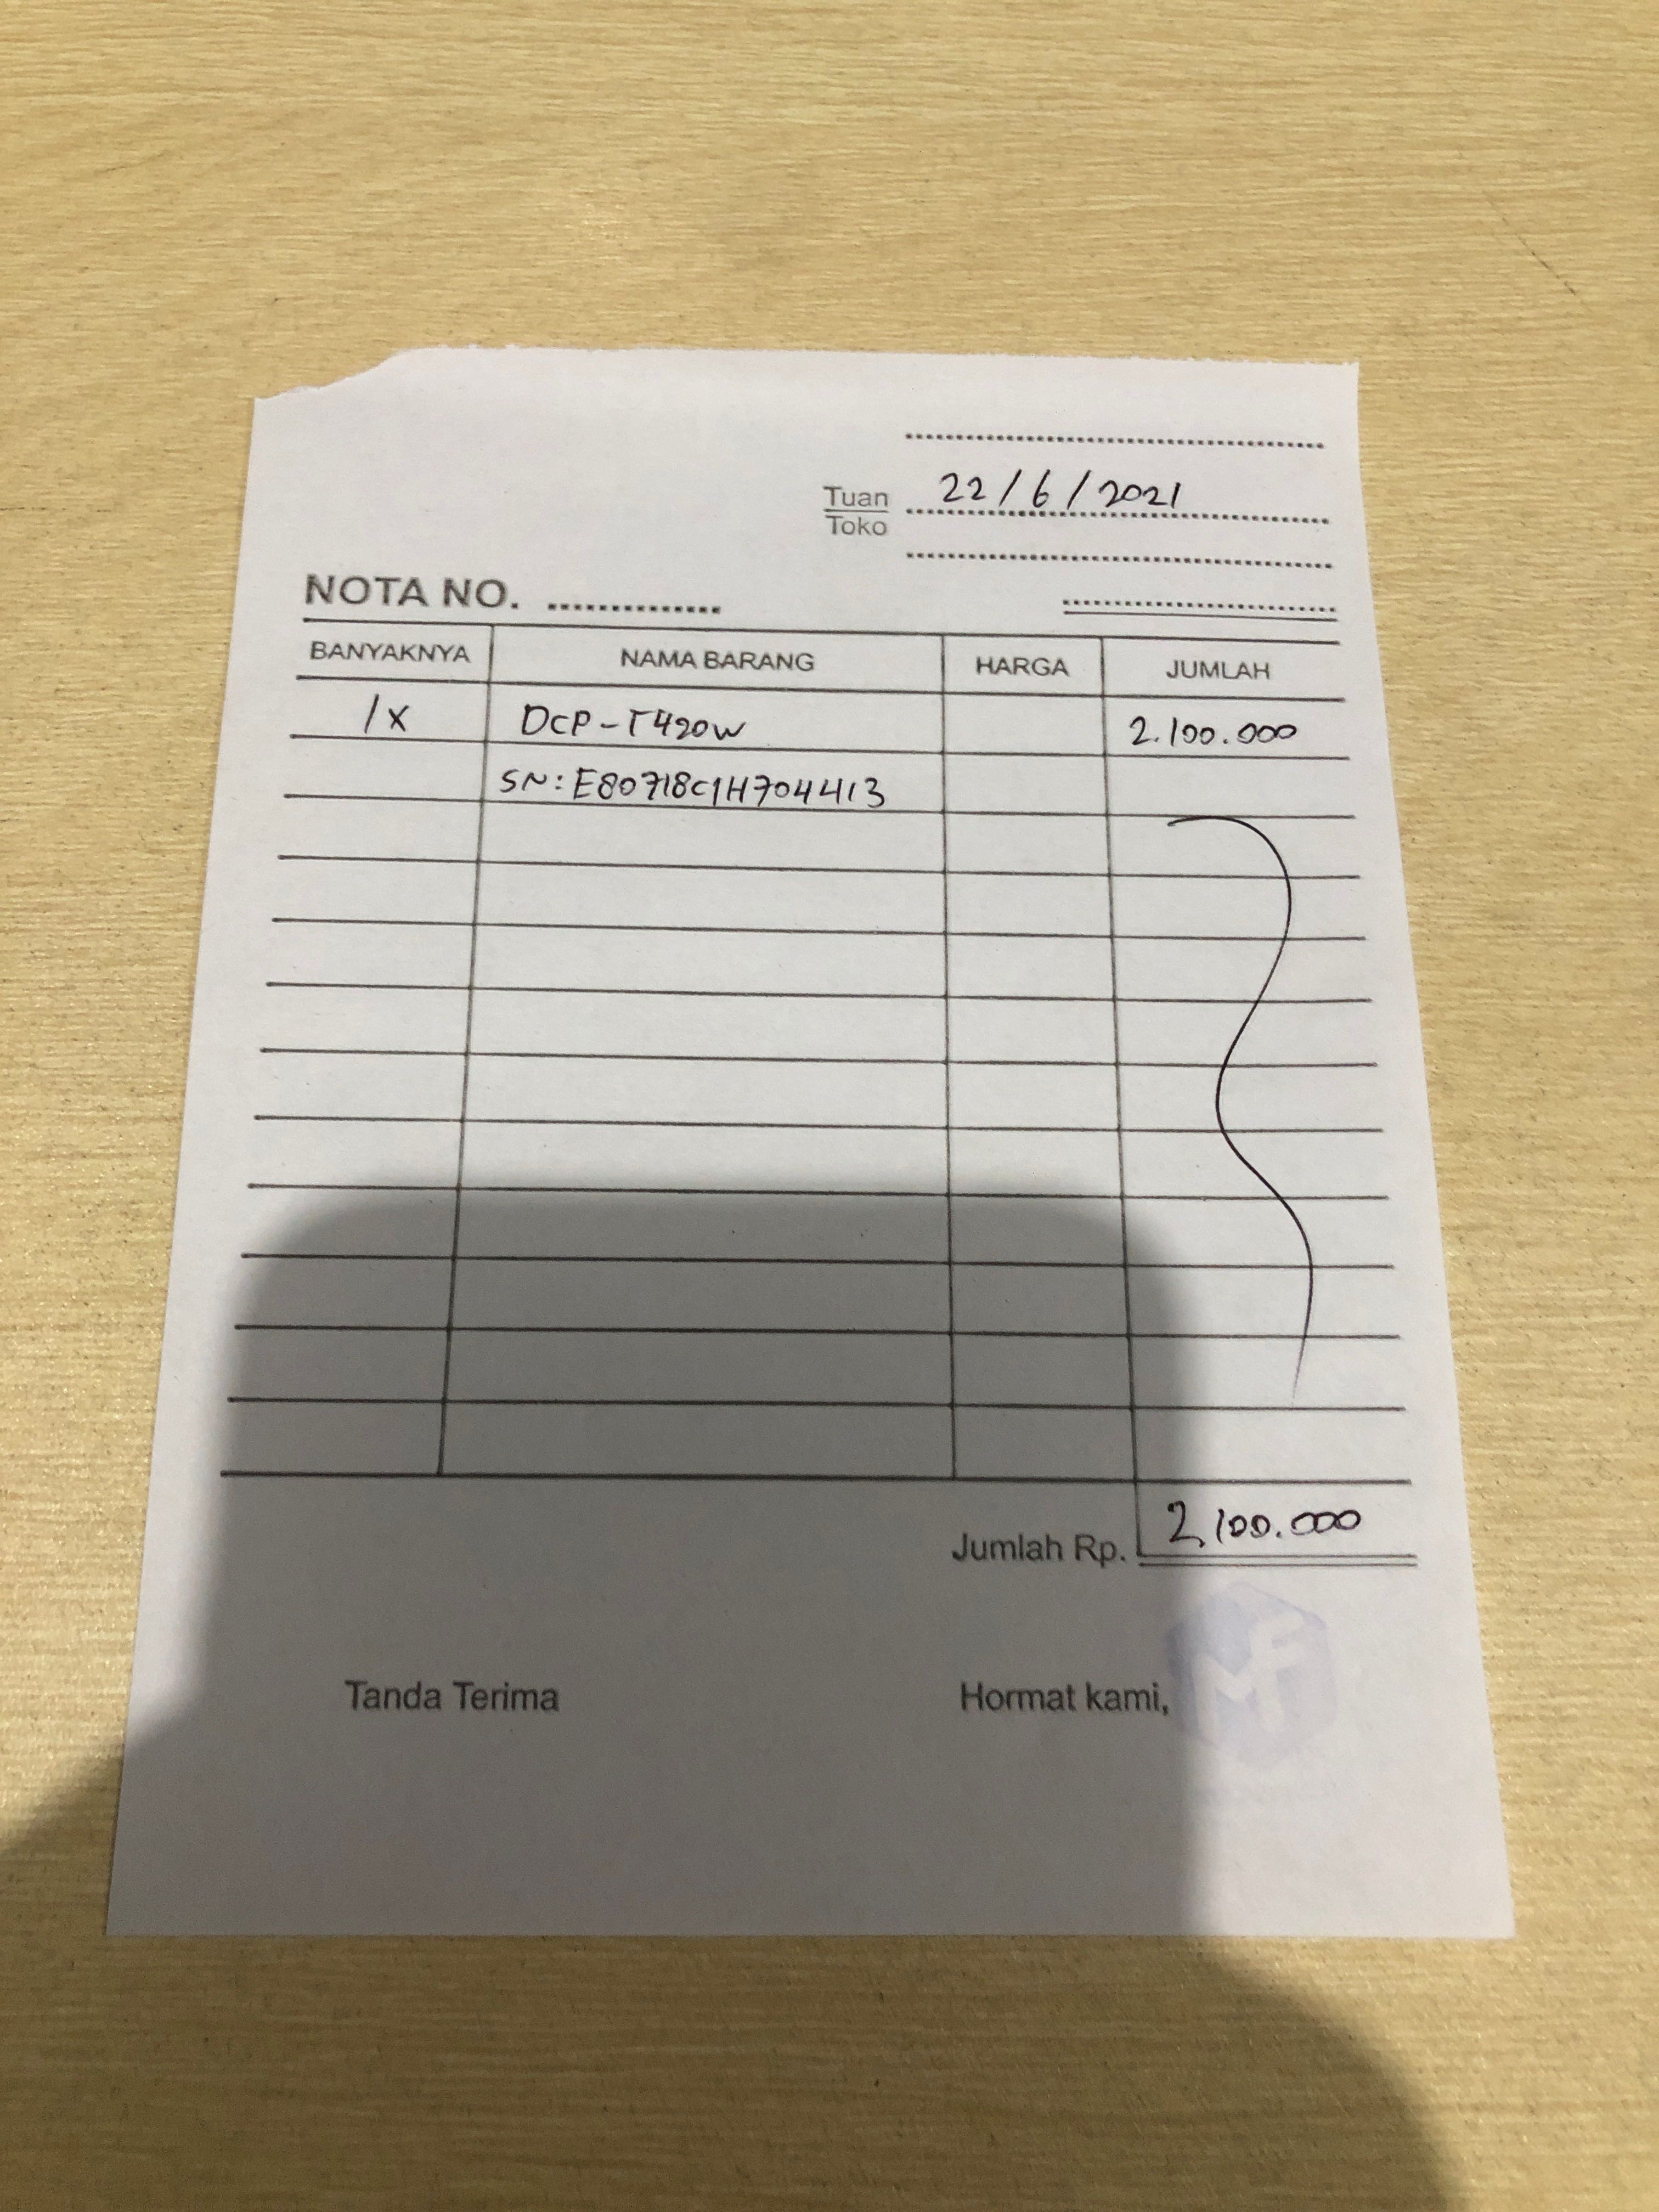 22/6/2021
Tuan
Toko
NOTA NO.
BANYAKNYA NAMA BARANG HARGA JUMLAH
1x DCP-T420W 2.100.000
SN: E80718C1H704413
Jumlah Rp. 2.100.000
Tanda Terima Hormat kami,